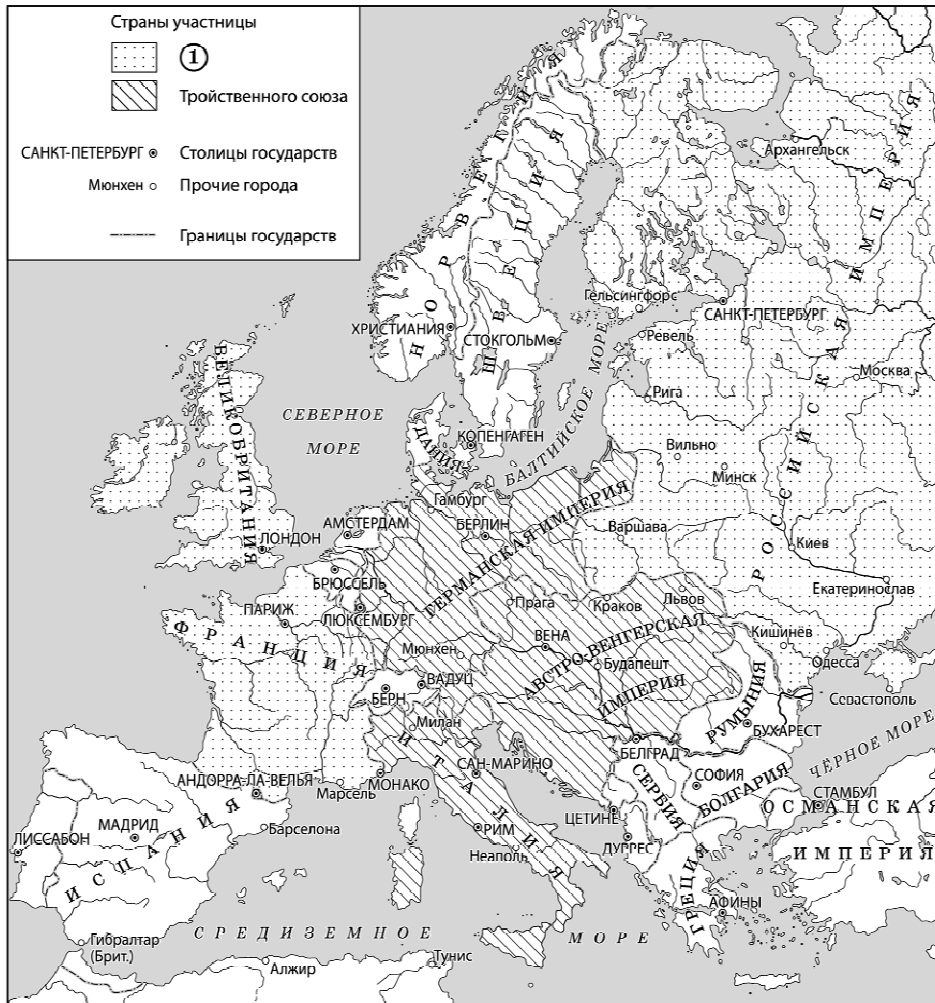 Страны участницы
①
Тройственного союза
САНКТ-ПЕТЕРБУРГ
Столицы государств
Мюнхен
Прочие города
Границы государств
НОРВЕГИЯ
ШВЕЦИЯ
Архангельск
РОССИЙСКАЯ ИМПЕРИЯ
Гельсингфорс
САНКТ-ПЕТЕРБУРГ
ХРИСТИАНИЯ
СТОКГОЛЬМ
Ревель
Москва
ВЕЛИКОБРИТАНИЯ
СЕВЕРНОЕ
МОРЕ
БАЛТИЙСКОЕ МОРЕ
Рига
ДАНИЯ
КОПЕНГАГЕН
Вильно
Минск
Гамбург
АМСТЕРДАМ
БЕРЛИН
ГЕРМАНСКАЯ ИМПЕРИЯ
Варшава
ЛОНДОН
Киев
БРЮССЕЛЬ
ПАРИЖ
ЛЮКСЕМБУРГ
Прага
Краков
Львов
Екатеринослав
ФРАНЦИЯ
Мюнхен
ВЕНА
АВСТРО-ВЕНГЕРСКАЯ
ИМПЕРИЯ
Будапешт
Кишинёв
Одесса
ВАДУЦ
БЕРН
Севастополь
Милан
РУМЫНИЯ
БУХАРЕСТ
ИТАЛИЯ
БЕЛГРАД
ЧЁРНОЕ МОРЕ
САН-МАРИНО
АНДОРРА-ЛА-ВЕЛЬЯ
Марсель
МОНАКО
СЕРБИЯ
СОФИЯ
БОЛГАРИЯ
СТАМБУЛ
ОСМАНСКАЯ
ИМПЕРИЯ
ЦЕТИНЕ
ДУРРЕС
ЛИССАБОН
МАДРИД
ИСПАНИЯ
Барселона
РИМ
Неаполь
ГРЕЦИЯ
АФИНЫ
Гибралтар
(Брит.)
СРЕДИЗЕМНОЕ
МОРЕ
Алжир
Тунис